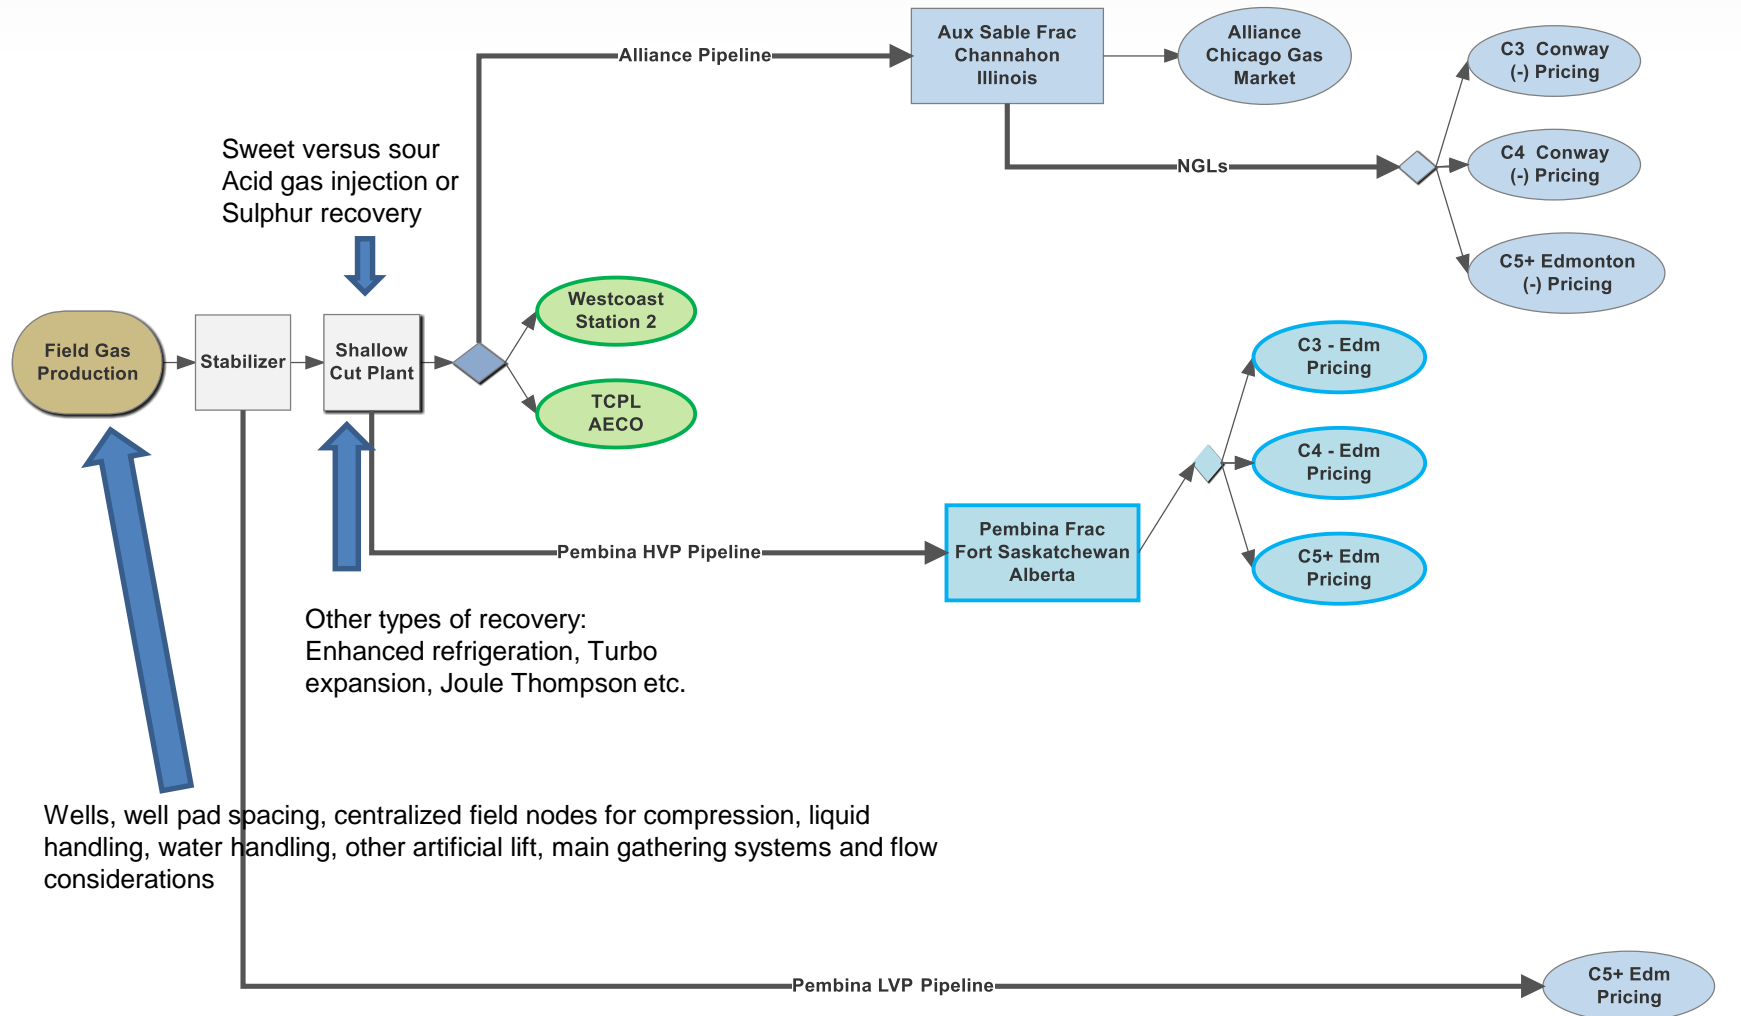 Alliance Pipeline
Aux Sable Frac
Channahon
Illinois
Alliance
Chicago Gas
Market
C3  Conway
(-) Pricing
NGLs
C4  Conway
(-) Pricing
C5+ Edmonton
(-) Pricing
Sweet versus sour
Acid gas injection or
Sulphur recovery
Field Gas
Production
Stabilizer
Shallow
Cut Plant
Westcoast
Station 2
TCPL
AECO
Pembina HVP Pipeline
Pembina Frac
Fort Saskatchewan
Alberta
C3 - Edm
Pricing
C4 - Edm
Pricing
C5+ Edm
Pricing
Other types of recovery:
Enhanced refrigeration, Turbo
expansion, Joule Thompson etc.
Wells, well pad spacing, centralized field nodes for compression, liquid
handling, water handling, other artificial lift, main gathering systems and flow
considerations
Pembina LVP Pipeline
C5+ Edm
Pricing